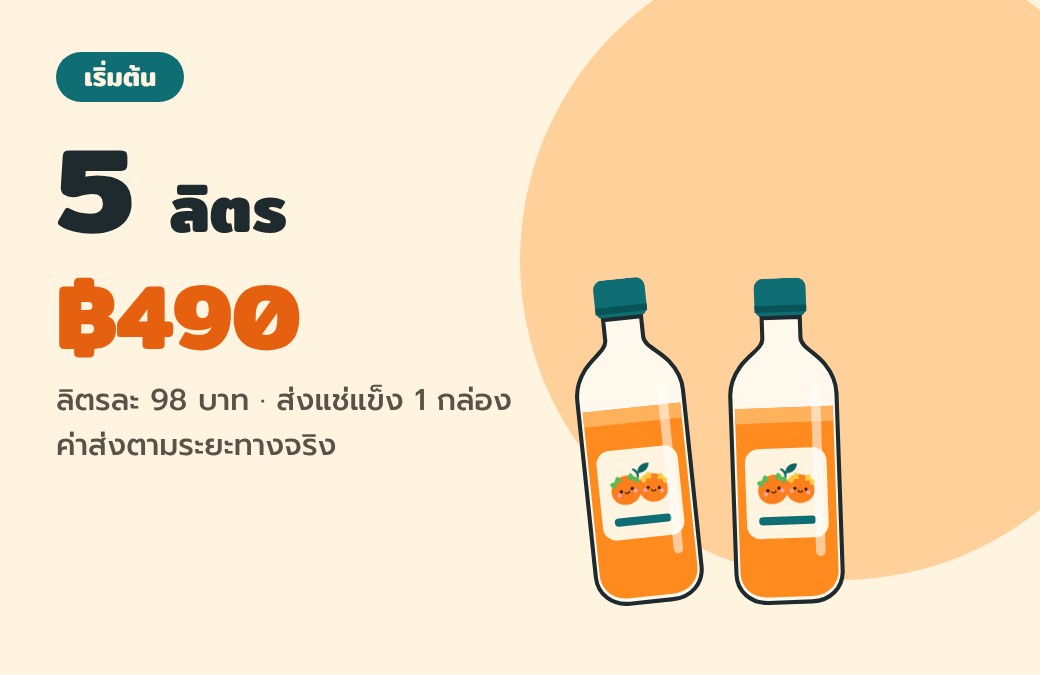 เริ่มต้น
5 ลิตร
฿490
ลิตรละ 98 บาท · ส่งแช่แข็ง 1 กล่อง
ค่าส่งตามระยะทางจริง